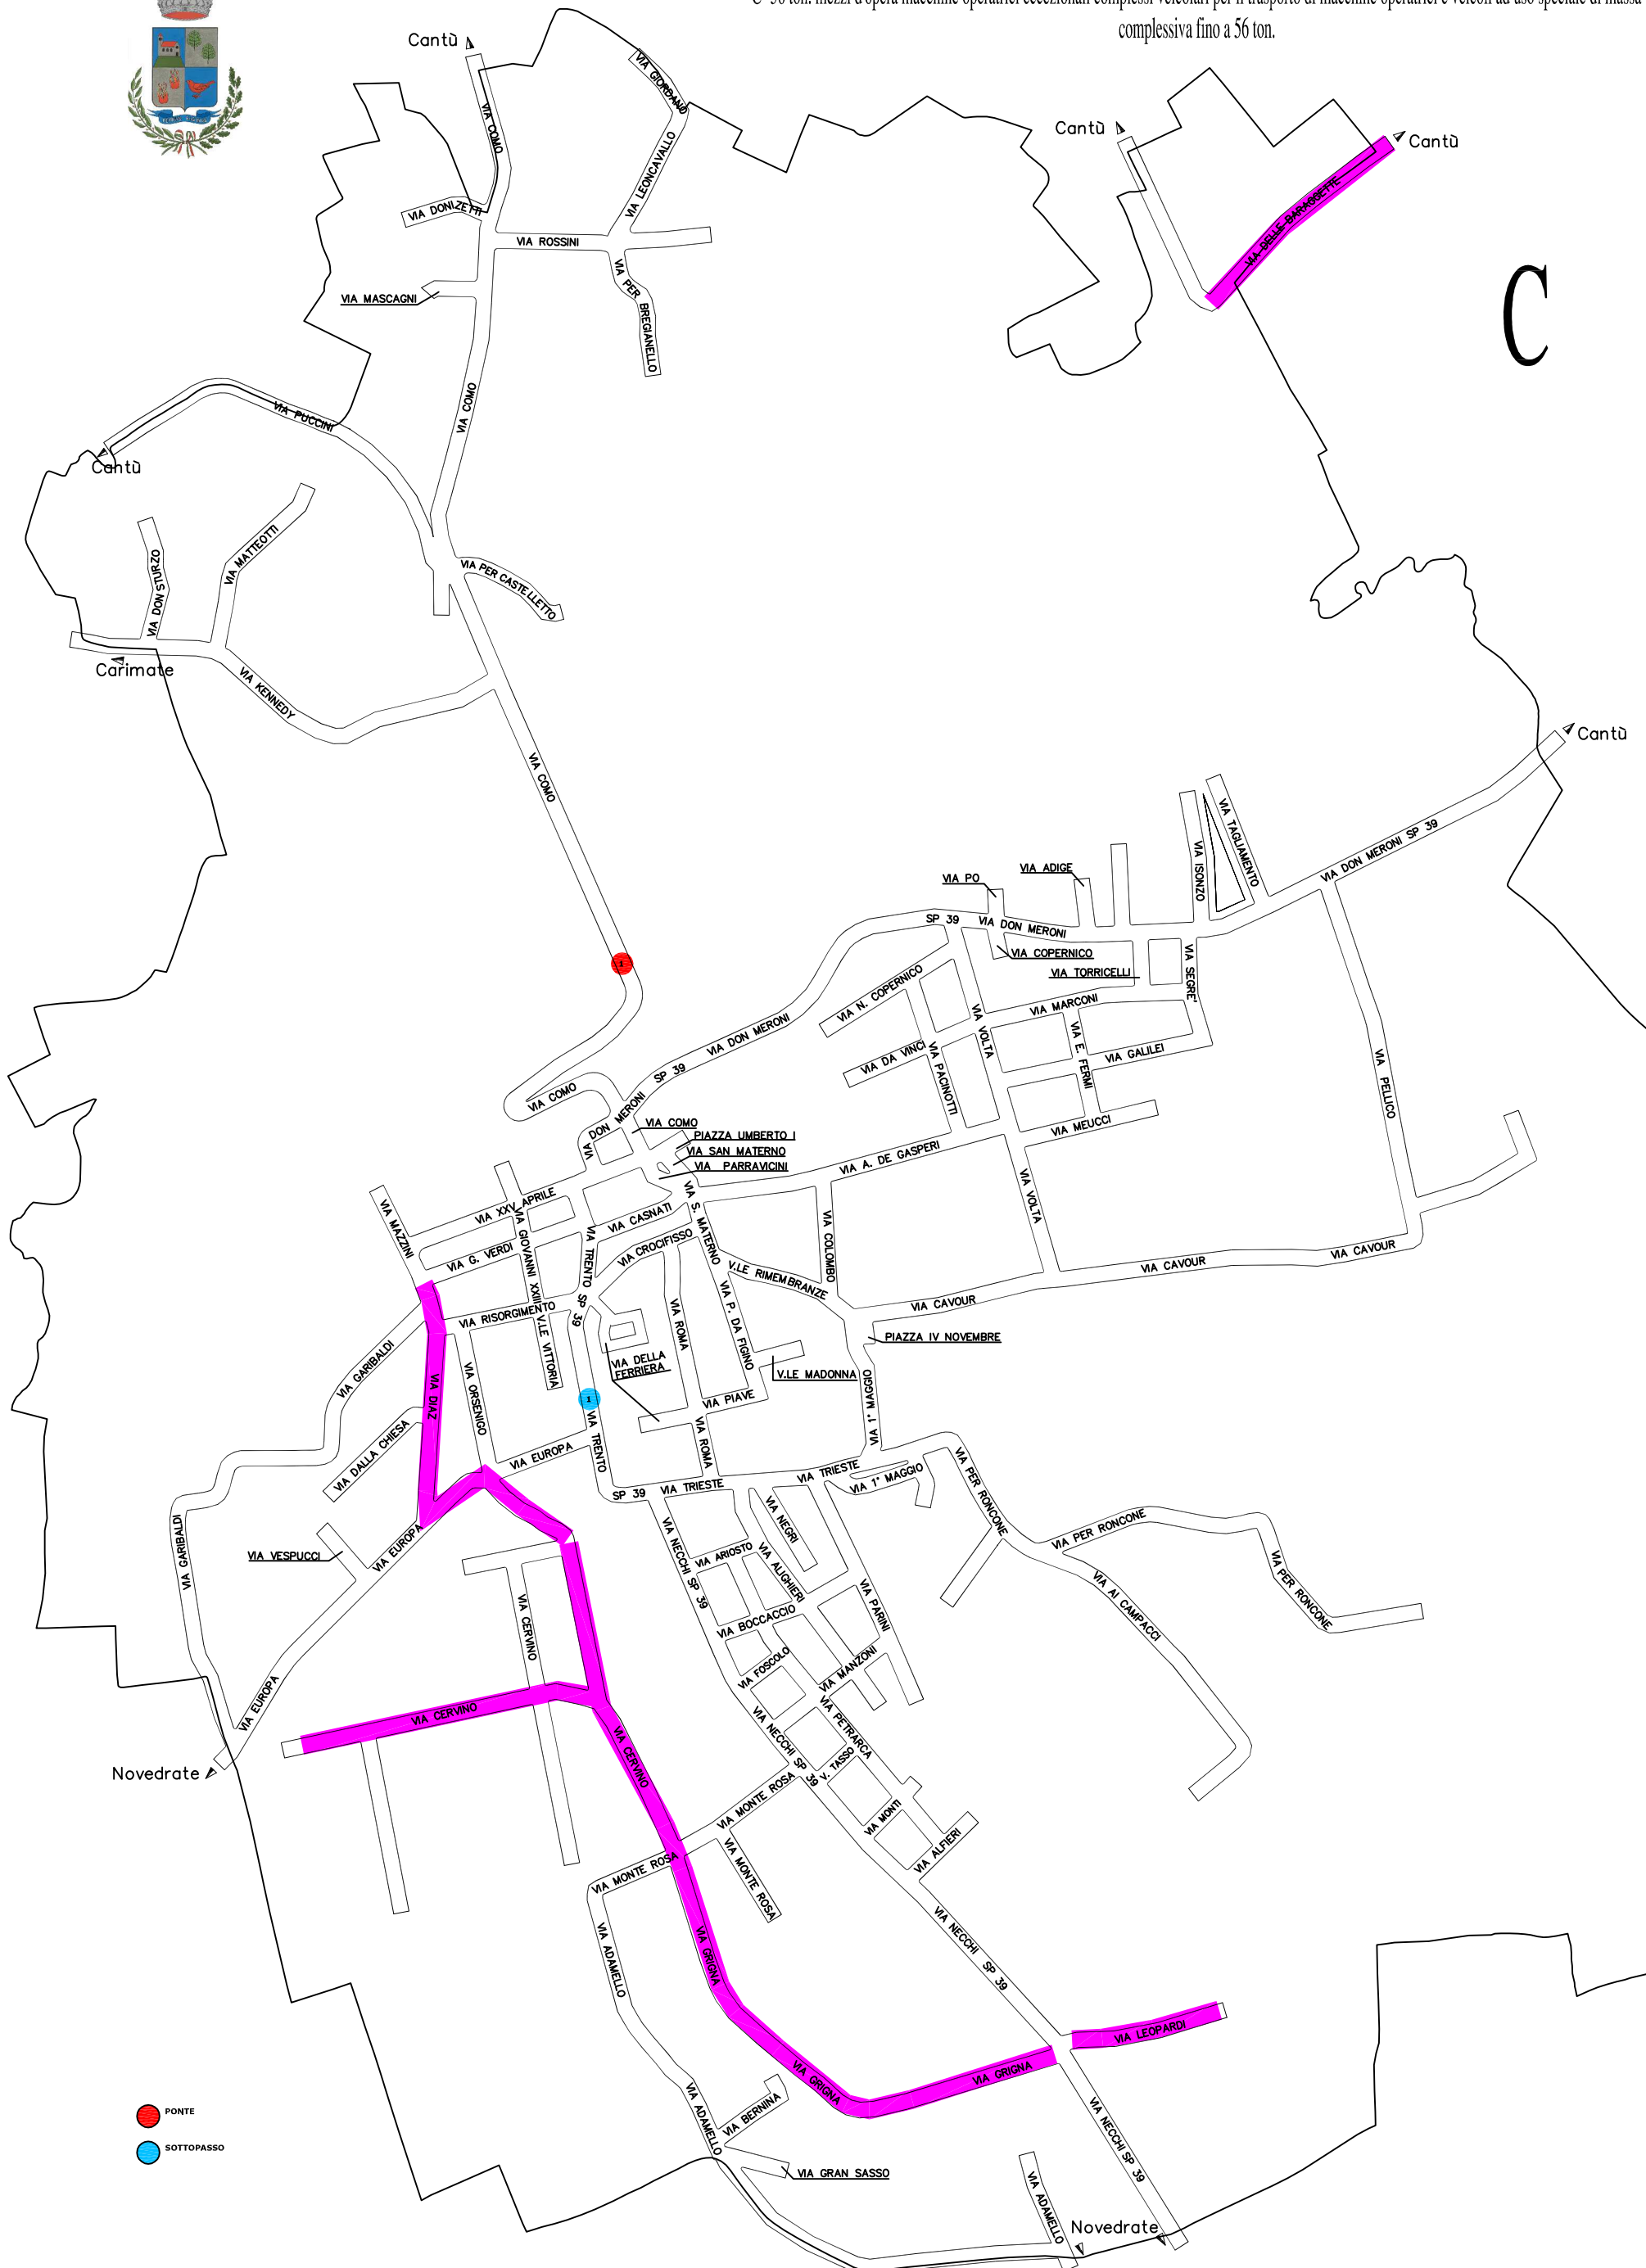 complessiva fino a 56 ton.
Cantù
Cantù
Cantù
C
VIA GIORDANO
VIA COMO
VIA LEONCAVALLO
VIA DONIZETTI
VIA ROSSINI
VIA DELLE BARAGGETTE
VIA PER BREGIANELLO
VIA MASCAGNI
VIA COMO
VIA PUCCINI
Cantù
VIA MATTEOTTI
VIA DON STURZO
VIA PER CASTELLETTO
Carimate
VIA KENNEDY
VIA COMO
Cantù
VIA TAGLIAMENTO
VIA ISONZO
VIA DON MERONI SP 39
VIA ADIGE
VIA PO
SP 39
VIA DON MERONI
VIA COPERNICO
VIA TORRICELLI
VIA SEGRE'
VIA N. COPERNICO
VIA MARCONI
VIA VOLTA
VIA DON MERONI
VIA E. FERMI
VIA GALILEI
VIA DA VINCI
VIA PACINOTTI
SP 39
VIA PELLICO
VIA COMO
VIA DON MERONI
VIA COMO
VIA MEUCCI
PIAZZA UMBERTO I
VIA SAN MATERNO
VIA PARRAVICINI
VIA A. DE GASPERI
VIA VOLTA
VIA XXV APRILE
VIA MAZZINI
VIA CASNATI
VIA S. MATERNO
VIA COLOMBO
VIA G. VERDI
VIA GIOVANNI XXIII
VIA TRENTO
SP 39
VIA CROCIFISSO
V.LE RIMEMBRANZE
VIA CAVOUR
VIA CAVOUR
VIA CAVOUR
VIA RISORGIMENTO
V.LE VITTORIA
VIA ROMA
VIA P. DA FIGINO
PIAZZA IV NOVEMBRE
VIA GARIBALDI
VIA DIAZ
VIA ORSENIGO
VIA DELLA
FERRIERA
V.LE MADONNA
VIA PIAVE
VIA 1° MAGGIO
VIA DALLA CHIESA
VIA EUROPA
VIA TRENTO
VIA ROMA
SP 39
VIA TRIESTE
VIA TRIESTE
VIA 1° MAGGIO
VIA PER RONCONE
VIA PER RONCONE
VIA PER RONCONE
VIA AI CAMPACCI
VIA NEGRI
VIA NECCHI SP 39
VIA ARIOSTO
VIA ALIGHIERI
VIA PARINI
VIA BOCCACCIO
VIA FOSCOLO
VIA MANZONI
VIA EUROPA
VIA VESPUCCI
VIA GARIBALDI
VIA CERVINO
VIA EUROPA
VIA CERVINO
VIA CERVINO
VIA NECCHI SP 39
VIA PETRARCA
V. TASSO
Novedrate
VIA MONTE ROSA
VIA MONTI
VIA ALFIERI
VIA MONTE ROSA
VIA MONTE ROSA
VIA ADAMELLO
VIA GRIGNA
VIA NECCHI SP 39
VIA LEOPARDI
VIA GRIGNA
VIA GRIGNA
VIA ADAMELLO
VIA BERNINA
VIA GRAN SASSO
VIA NECCHI SP 39
VIA ADAMELLO
Novedrate
PONTE
SOTTOPASSO
1